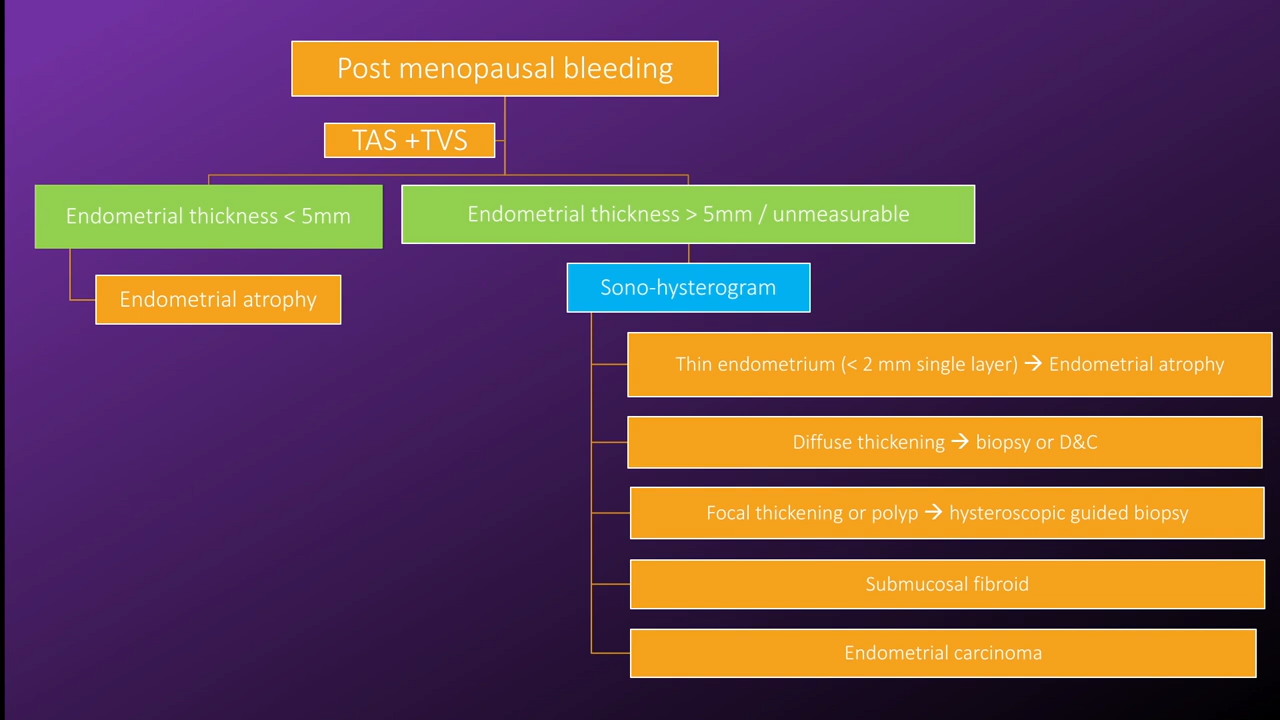 Post menopausal bleeding
TAS +TVS
Endometrial thickness < 5mm
Endometrial thickness > 5mm / unmeasurable
Endometrial atrophy
Sono-hysterogram
Thin endometrium (< 2 mm single layer) → Endometrial atrophy
Diffuse thickening → biopsy or D&C
Focal thickening or polyp → hysteroscopic guided biopsy
Submucosal fibroid
Endometrial carcinoma